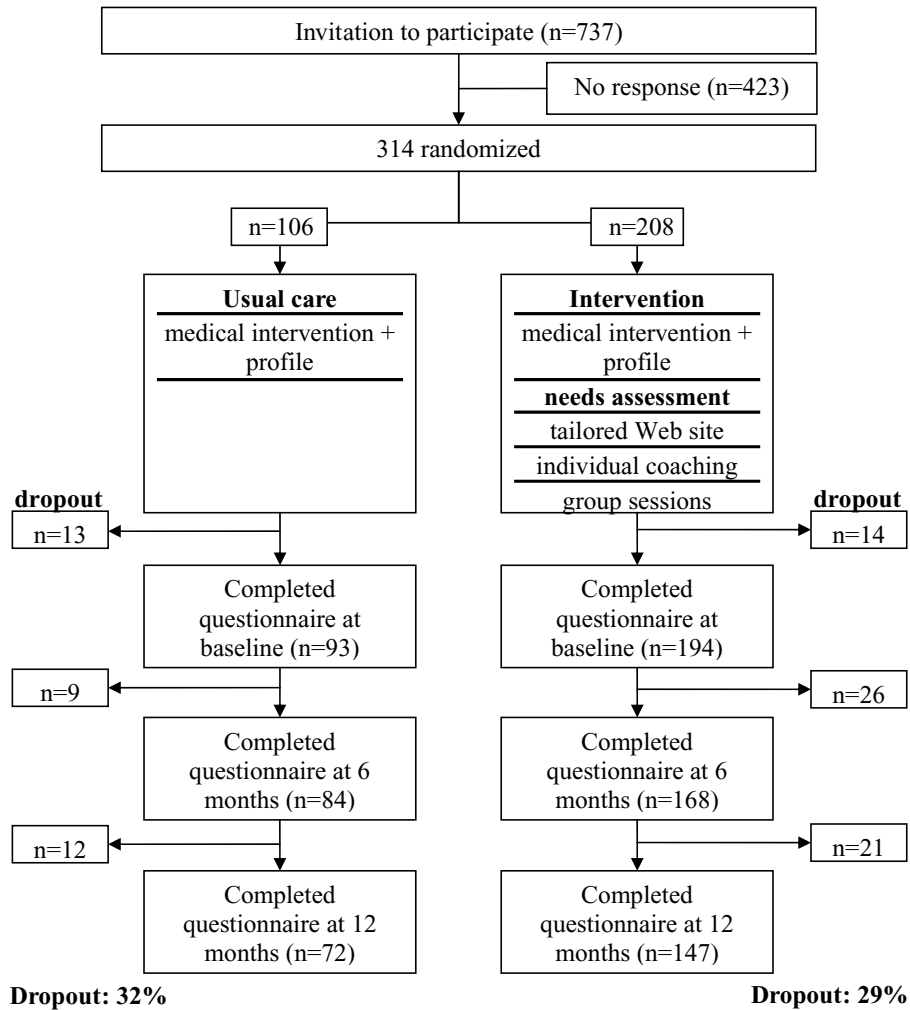 Invitation to participate (n=737)
No response (n=423)
314 randomized
n=106
n=208
Usual care
medical intervention +
profile
Intervention
medical intervention +
profile
needs assessment
tailored Web site
individual coaching
group sessions
dropout
n=13
dropout
n=14
Completed
questionnaire at
baseline (n=93)
Completed
questionnaire at
baseline (n=194)
n=9
n=26
Completed
questionnaire at 6
months (n=84)
Completed
questionnaire at 6
months (n=168)
n=12
n=21
Completed
questionnaire at 12
months (n=72)
Completed
questionnaire at 12
months (n=147)
Dropout: 32%
Dropout: 29%